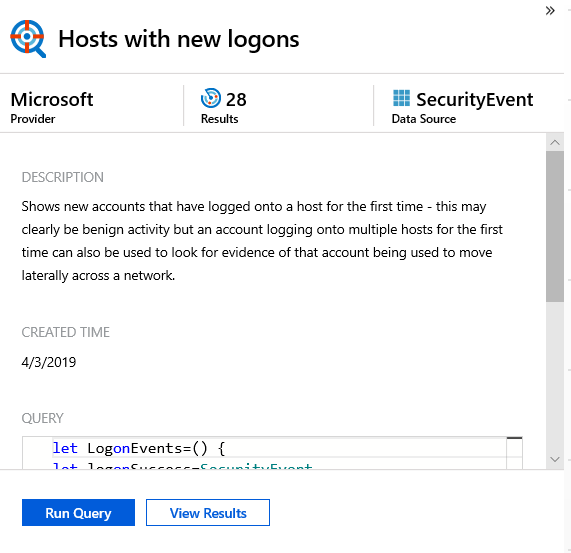 »
Hosts with new logons
Microsoft
Provider
28
Results
SecurityEvent
Data Source
DESCRIPTION
Shows new accounts that have logged onto a host for the first time - this may
clearly be benign activity but an account logging onto multiple hosts for the first
time can also be used to look for evidence of that account being used to move
laterally across a network.
CREATED TIME
4/3/2019
QUERY
let LogonEvents=() {
let logonSuccess=SecurityEvent
Run Query
View Results